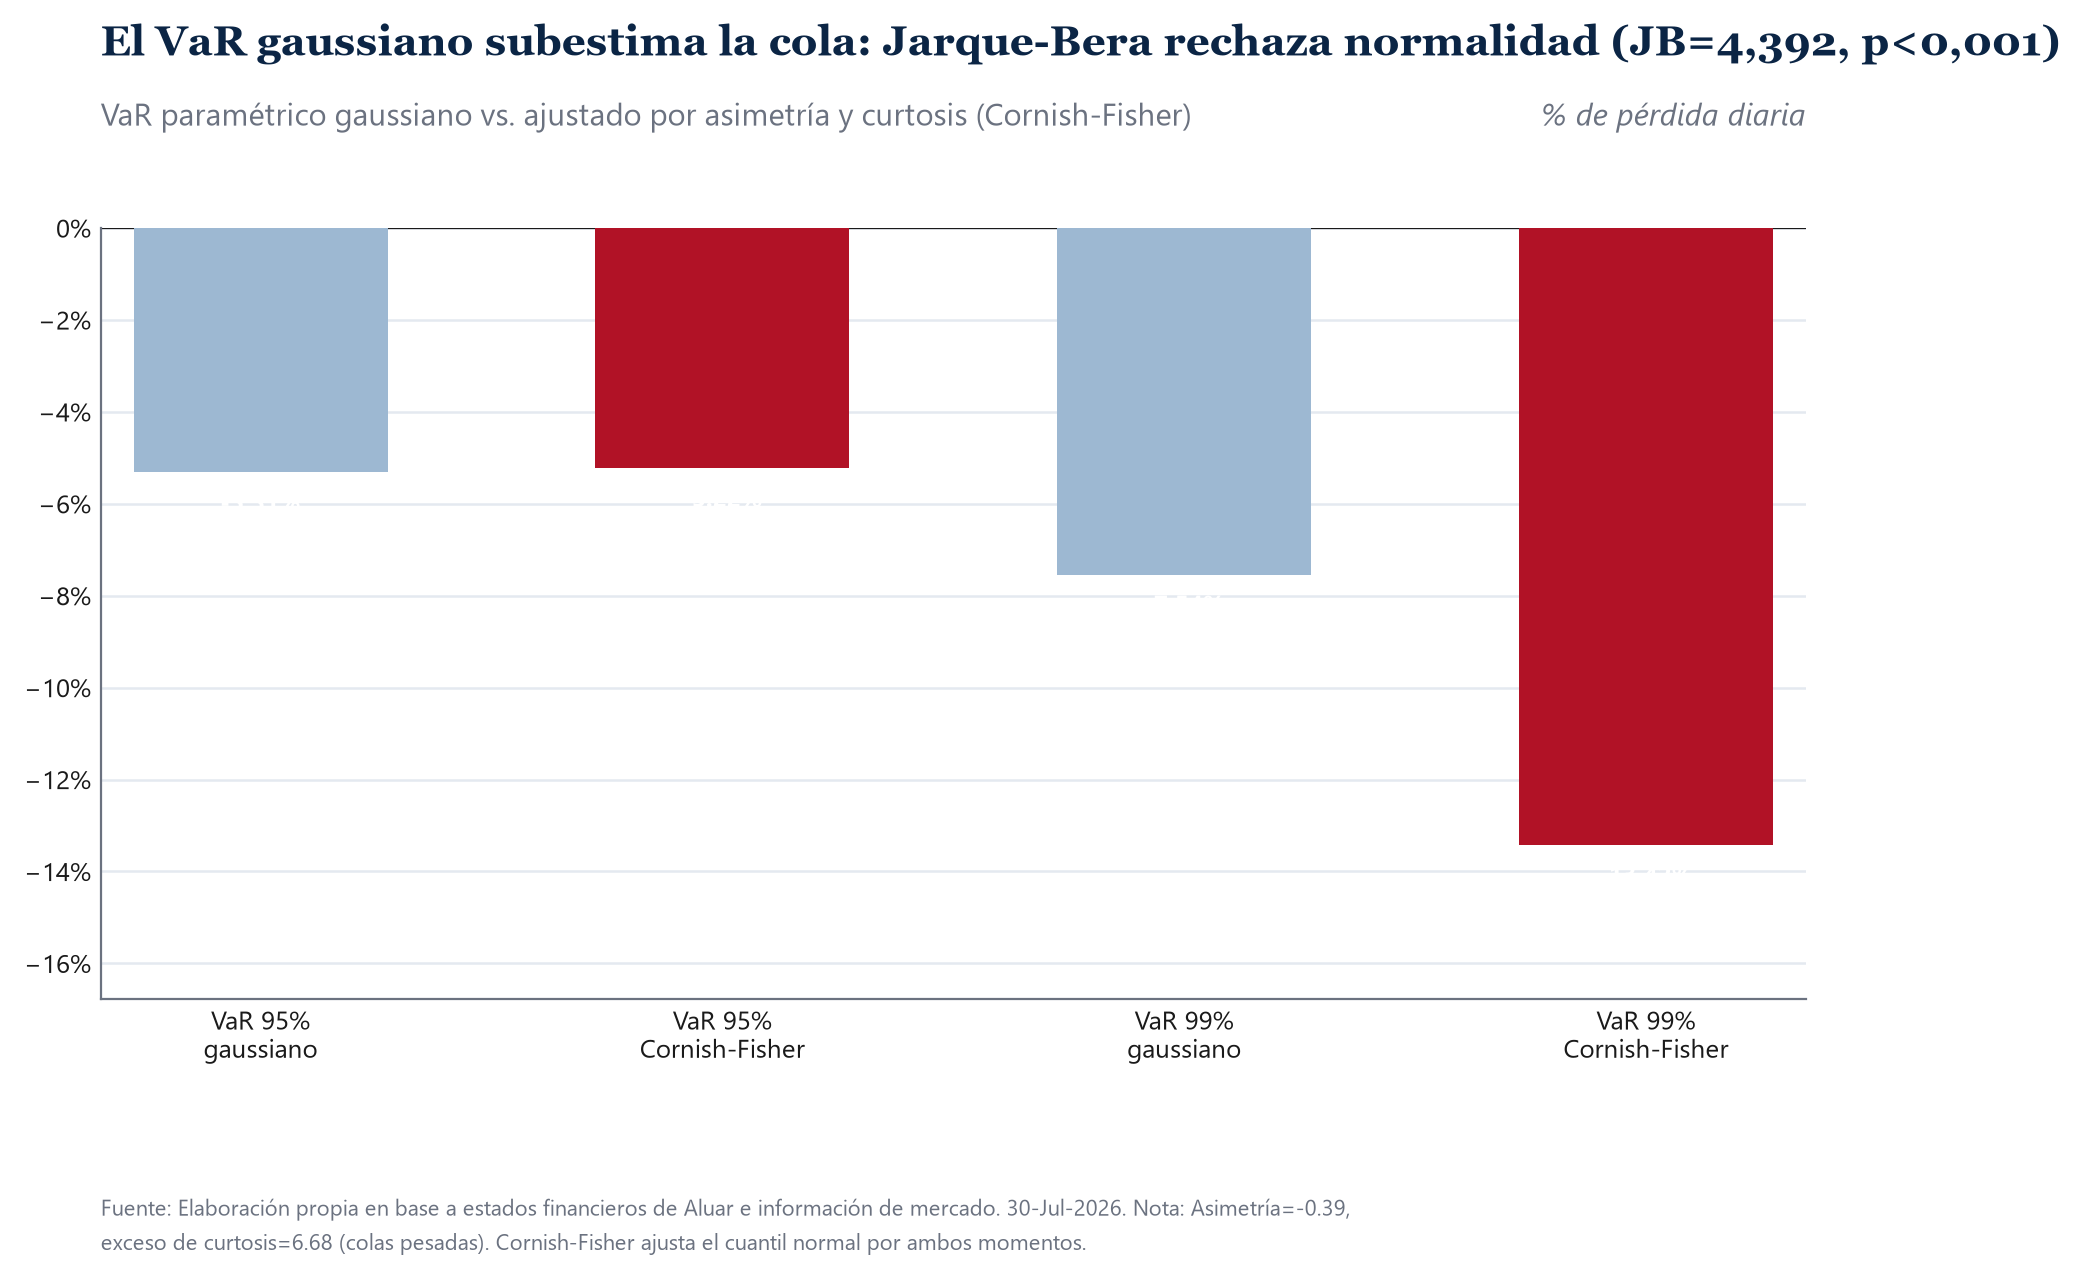 El VaR gaussiano subestima la cola: Jarque-Bera rechaza normalidad (JB=4,392, p<0,001)
VaR paramétrico gaussiano vs. ajustado por asimetría y curtosis (Cornish-Fisher)
% de pérdida diaria
0%
−2%
−4%
−6%
−8%
−10%
−12%
−14%
−16%
VaR 95%
gaussiano
VaR 95%
Cornish-Fisher
VaR 99%
gaussiano
VaR 99%
Cornish-Fisher
Fuente: Elaboración propia en base a estados financieros de Aluar e información de mercado. 30-Jul-2026. Nota: Asimetría=-0.39,
exceso de curtosis=6.68 (colas pesadas). Cornish-Fisher ajusta el cuantil normal por ambos momentos.